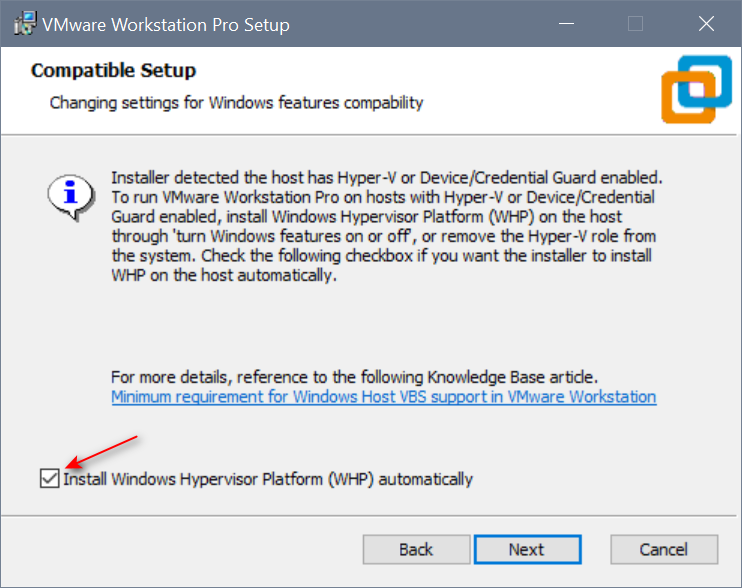 VMware Workstation Pro Setup
Compatible Setup
Changing settings for Windows features compability
Installer detected the host has Hyper-V or Device/Credential Guard enabled.
To run VMware Workstation Pro on hosts with Hyper-V or Device/Credential
Guard enabled, install Windows Hypervisor Platform (WHP) on the host
through 'turn Windows features on or off', or remove the Hyper-V role from
the system. Check the following checkbox if you want the installer to install
WHP on the host automatically.
For more details, reference to the following Knowledge Base article.
Minimum requirement for Windows Host VBS support in VMware Workstation
Install Windows Hypervisor Platform (WHP) automatically
Back Next Cancel